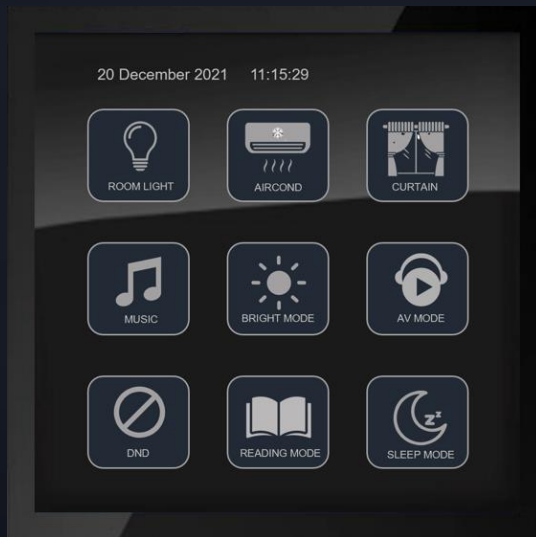 20 December 2021 11:15:29
ROOM LIGHT
AIRCOND
CURTAIN
MUSIC
BRIGHT MODE
AV MODE
DND
READING MODE
z z z
SLEEP MODE